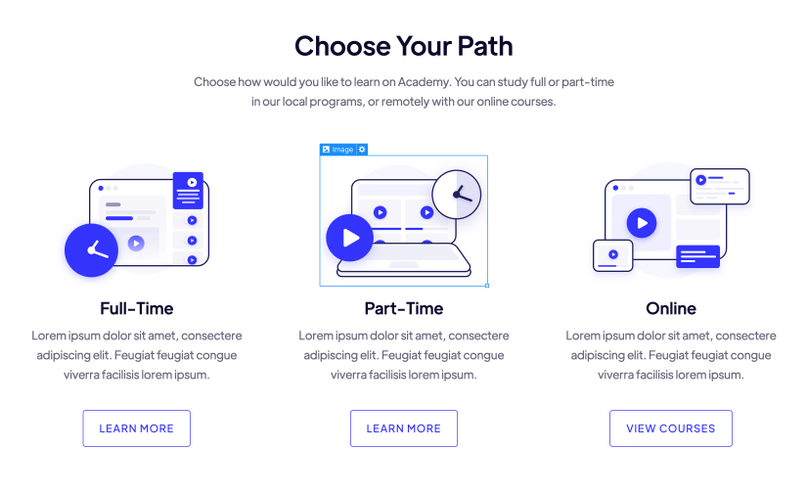 Choose Your Path
Choose how would you like to learn on Academy. You can study full or part-time
in our local programs, or remotely with our online courses.
Image
Full-Time
Lorem ipsum dolor sit amet, consectere
adipiscing elit. Feugiat feugiat congue
viverra facilisis lorem ipsum.
LEARN MORE
Part-Time
Lorem ipsum dolor sit amet, consectere
adipiscing elit. Feugiat feugiat congue
viverra facilisis lorem ipsum.
LEARN MORE
Online
Lorem ipsum dolor sit amet, consectere
adipiscing elit. Feugiat feugiat congue
viverra facilisis lorem ipsum.
VIEW COURSES